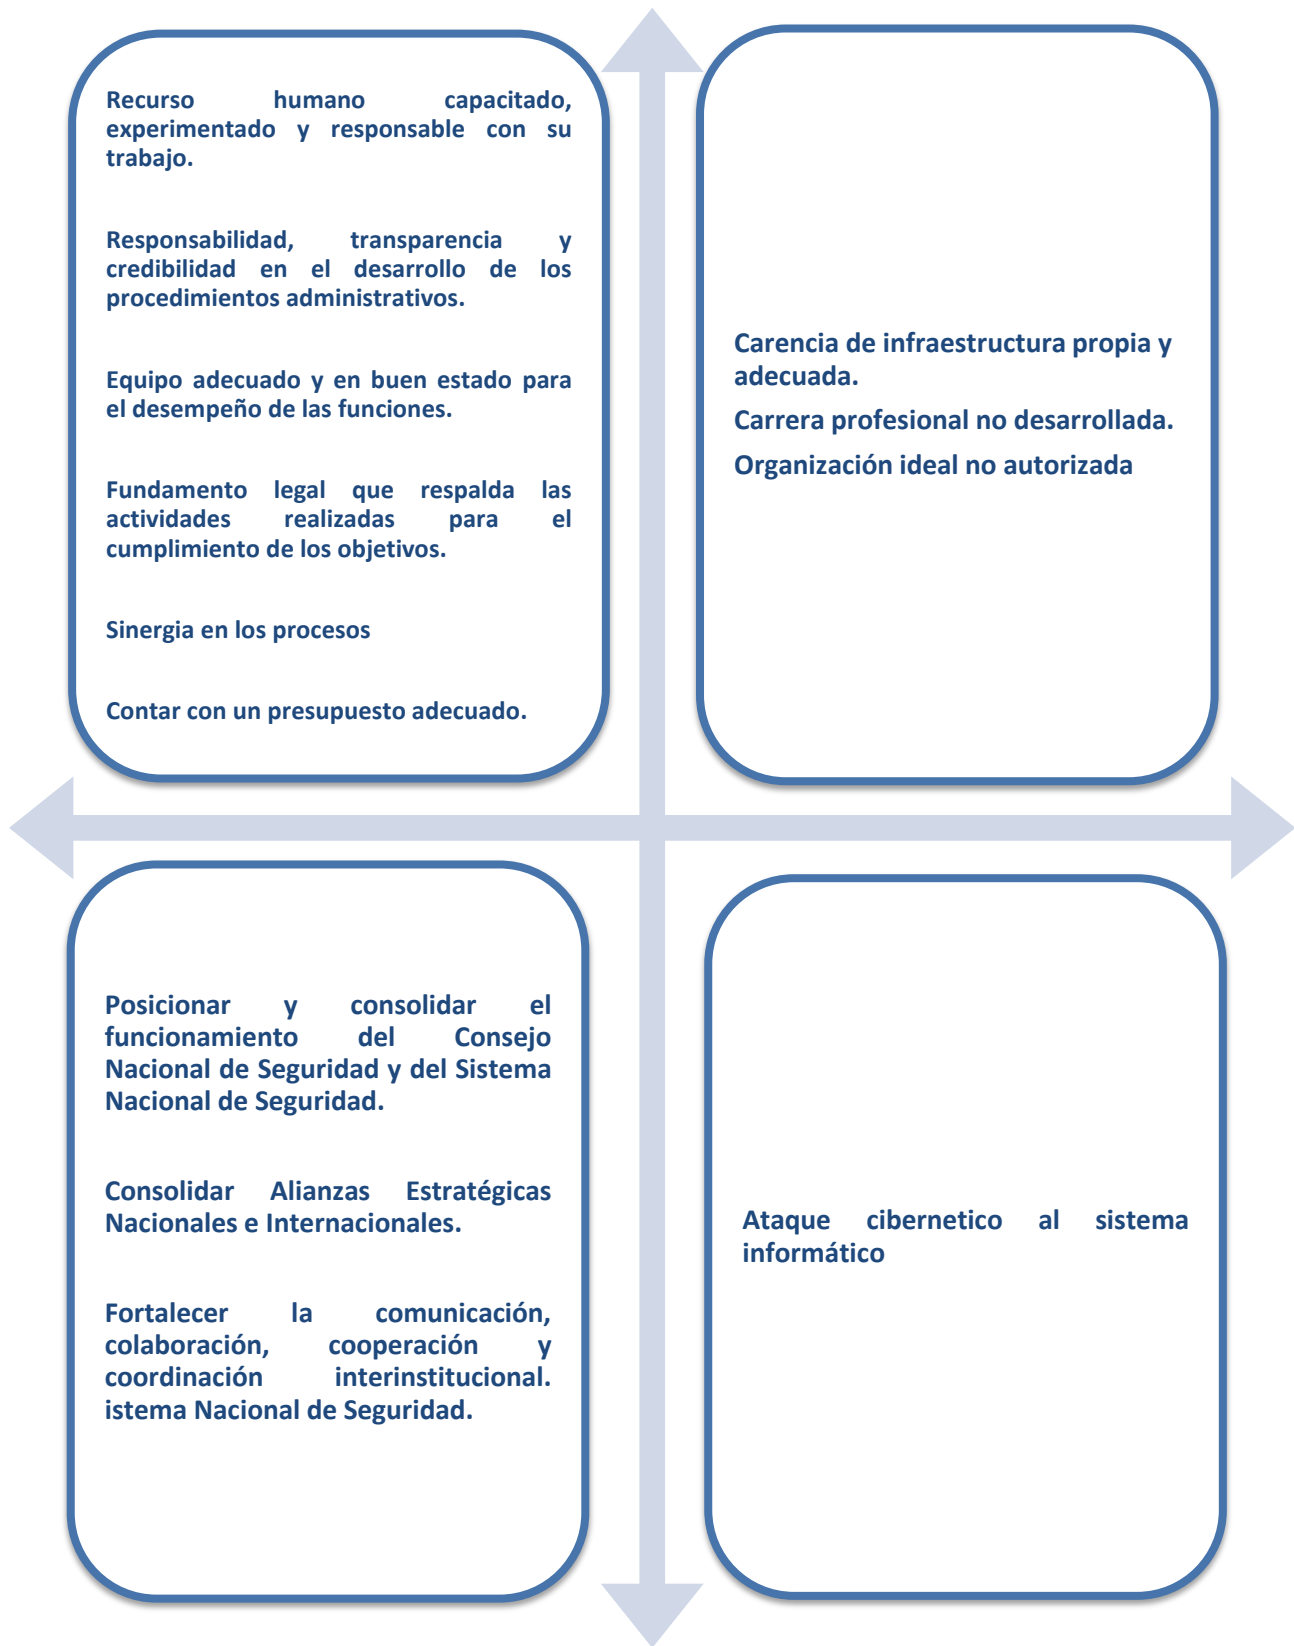 Recurso humano capacitado,
experimentado y responsable con su
trabajo.
Responsabilidad, transparencia y
credibilidad en el desarrollo de los
procedimientos administrativos.
Equipo adecuado y en buen estado para
el desempeño de las funciones.
Fundamento legal que respalda las
actividades realizadas para el
cumplimiento de los objetivos.
Sinergia en los procesos
Contar con un presupuesto adecuado.
Carencia de infraestructura propia y
adecuada.
Carrera profesional no desarrollada.
Organización ideal no autorizada
Posicionar y consolidar el
funcionamiento del Consejo
Nacional de Seguridad y del Sistema
Nacional de Seguridad.
Consolidar Alianzas Estratégicas
Nacionales e Internacionales.
Fortalecer la comunicación,
colaboración, cooperación y
coordinación interinstitucional.
istema Nacional de Seguridad.
Ataque cibernetico al sistema
informático